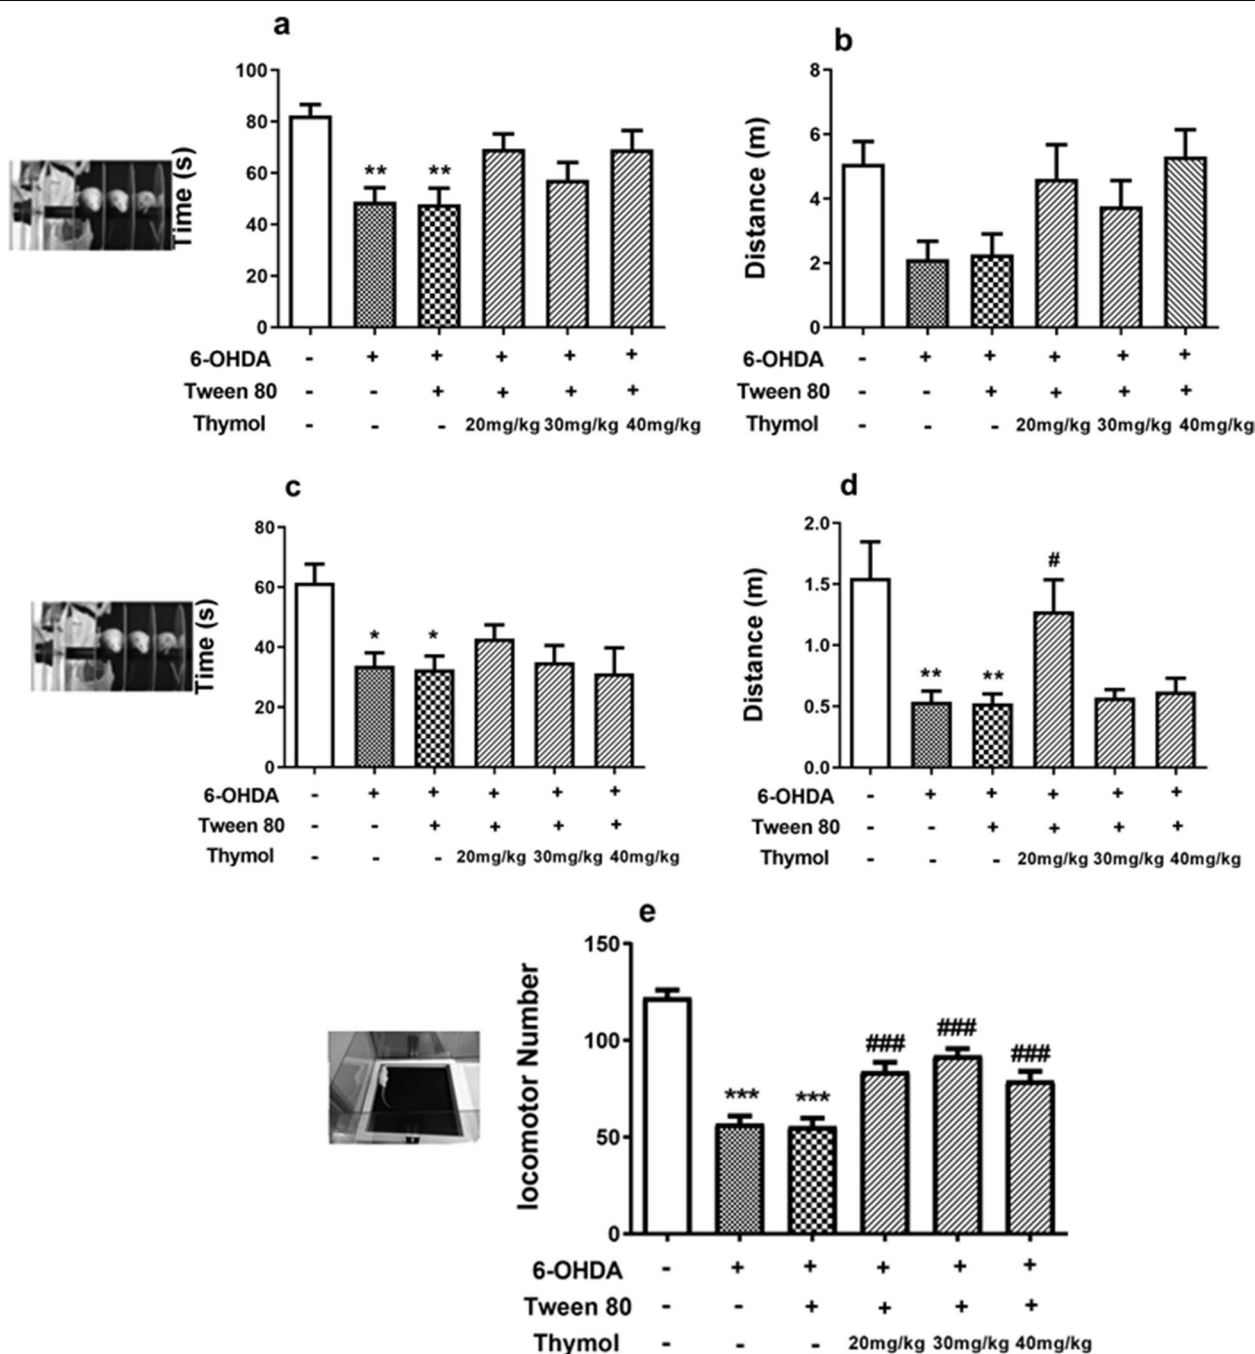 a
Time (s)
100
80
60
40
20
0
** **
6-OHDA - + + + + +
Tween 80 - - + + + +
Thymol - - - 20mg/kg 30mg/kg 40mg/kg
b
Distance (m)
8
6
4
2
0
6-OHDA - + + + + +
Tween 80 - - + + + +
Thymol - - - 20mg/kg 30mg/kg 40mg/kg
c
Time (s)
80
60
40
20
0
* *
6-OHDA - + + + + +
Tween 80 - - + + + +
Thymol - - - 20mg/kg 30mg/kg 40mg/kg
d
Distance (m)
2.0
1.5
1.0
0.5
0.0
** ** #
6-OHDA - + + + + +
Tween 80 - - + + + +
Thymol - - - 20mg/kg 30mg/kg 40mg/kg
e
locomotor Number
150
100
50
0
*** *** ### ### ###
6-OHDA - + + + + +
Tween 80 - - + + + +
Thymol - - - 20mg/kg 30mg/kg 40mg/kg